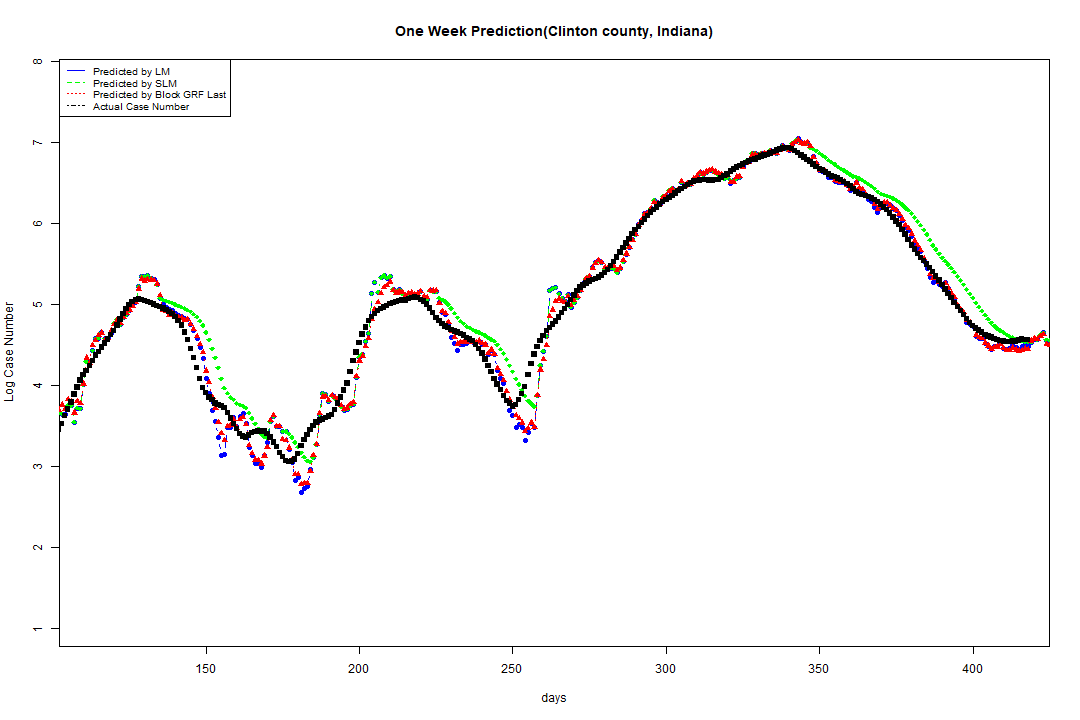 One Week Prediction(Clinton county, Indiana)
Predicted by LM
Predicted by SLM
Predicted by Block GRF Last
Actual Case Number
8
7
6
5
4
3
2
1
Log Case Number
150 200 250 300 350 400
days